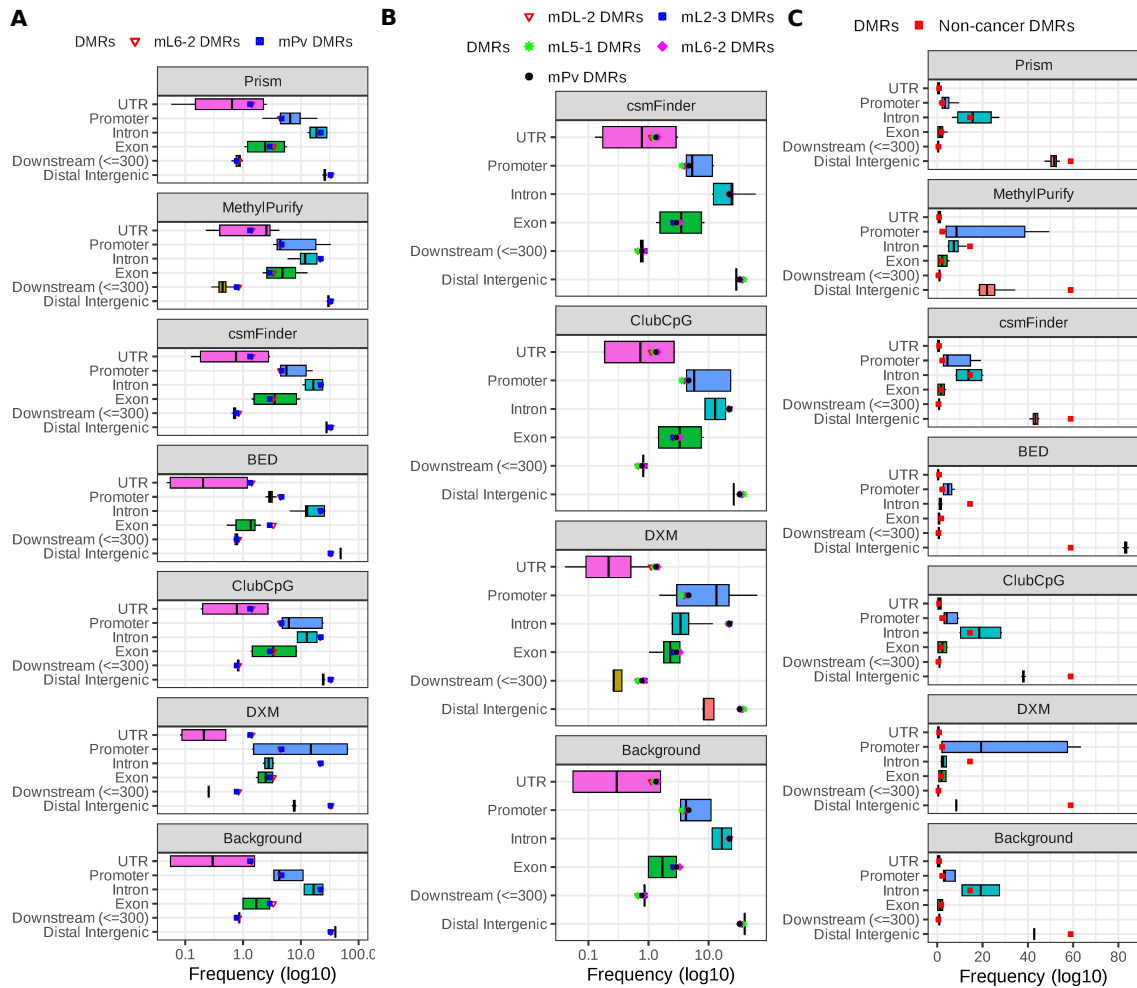 A
DMRs mL6-2 DMRs mPv DMRs
Prism
UTR
Promoter
Intron
Exon
Downstream (<=300)
Distal Intergenic
MethylPurify
UTR
Promoter
Intron
Exon
Downstream (<=300)
Distal Intergenic
csmFinder
UTR
Promoter
Intron
Exon
Downstream (<=300)
Distal Intergenic
BED
UTR
Promoter
Intron
Exon
Downstream (<=300)
Distal Intergenic
ClubCpG
UTR
Promoter
Intron
Exon
Downstream (<=300)
Distal Intergenic
DXM
UTR
Promoter
Intron
Exon
Downstream (<=300)
Distal Intergenic
Background
UTR
Promoter
Intron
Exon
Downstream (<=300)
Distal Intergenic
0.1 1.0 10.0 100.0
Frequency (log10)
B
mDL-2 DMRs mL2-3 DMRs
DMRs mL5-1 DMRs mL6-2 DMRs
mPv DMRs
csmFinder
UTR
Promoter
Intron
Exon
Downstream (<=300)
Distal Intergenic
ClubCpG
UTR
Promoter
Intron
Exon
Downstream (<=300)
Distal Intergenic
DXM
UTR
Promoter
Intron
Exon
Downstream (<=300)
Distal Intergenic
Background
UTR
Promoter
Intron
Exon
Downstream (<=300)
Distal Intergenic
0.1 1.0 10.0
Frequency (log10)
C
DMRs Non-cancer DMRs
Prism
UTR
Promoter
Intron
Exon
Downstream (<=300)
Distal Intergenic
MethylPurify
UTR
Promoter
Intron
Exon
Downstream (<=300)
Distal Intergenic
csmFinder
UTR
Promoter
Intron
Exon
Downstream (<=300)
Distal Intergenic
BED
UTR
Promoter
Intron
Exon
Downstream (<=300)
Distal Intergenic
ClubCpG
UTR
Promoter
Intron
Exon
Downstream (<=300)
Distal Intergenic
DXM
UTR
Promoter
Intron
Exon
Downstream (<=300)
Distal Intergenic
Background
UTR
Promoter
Intron
Exon
Downstream (<=300)
Distal Intergenic
0 20 40 60 80
Frequency (log10)